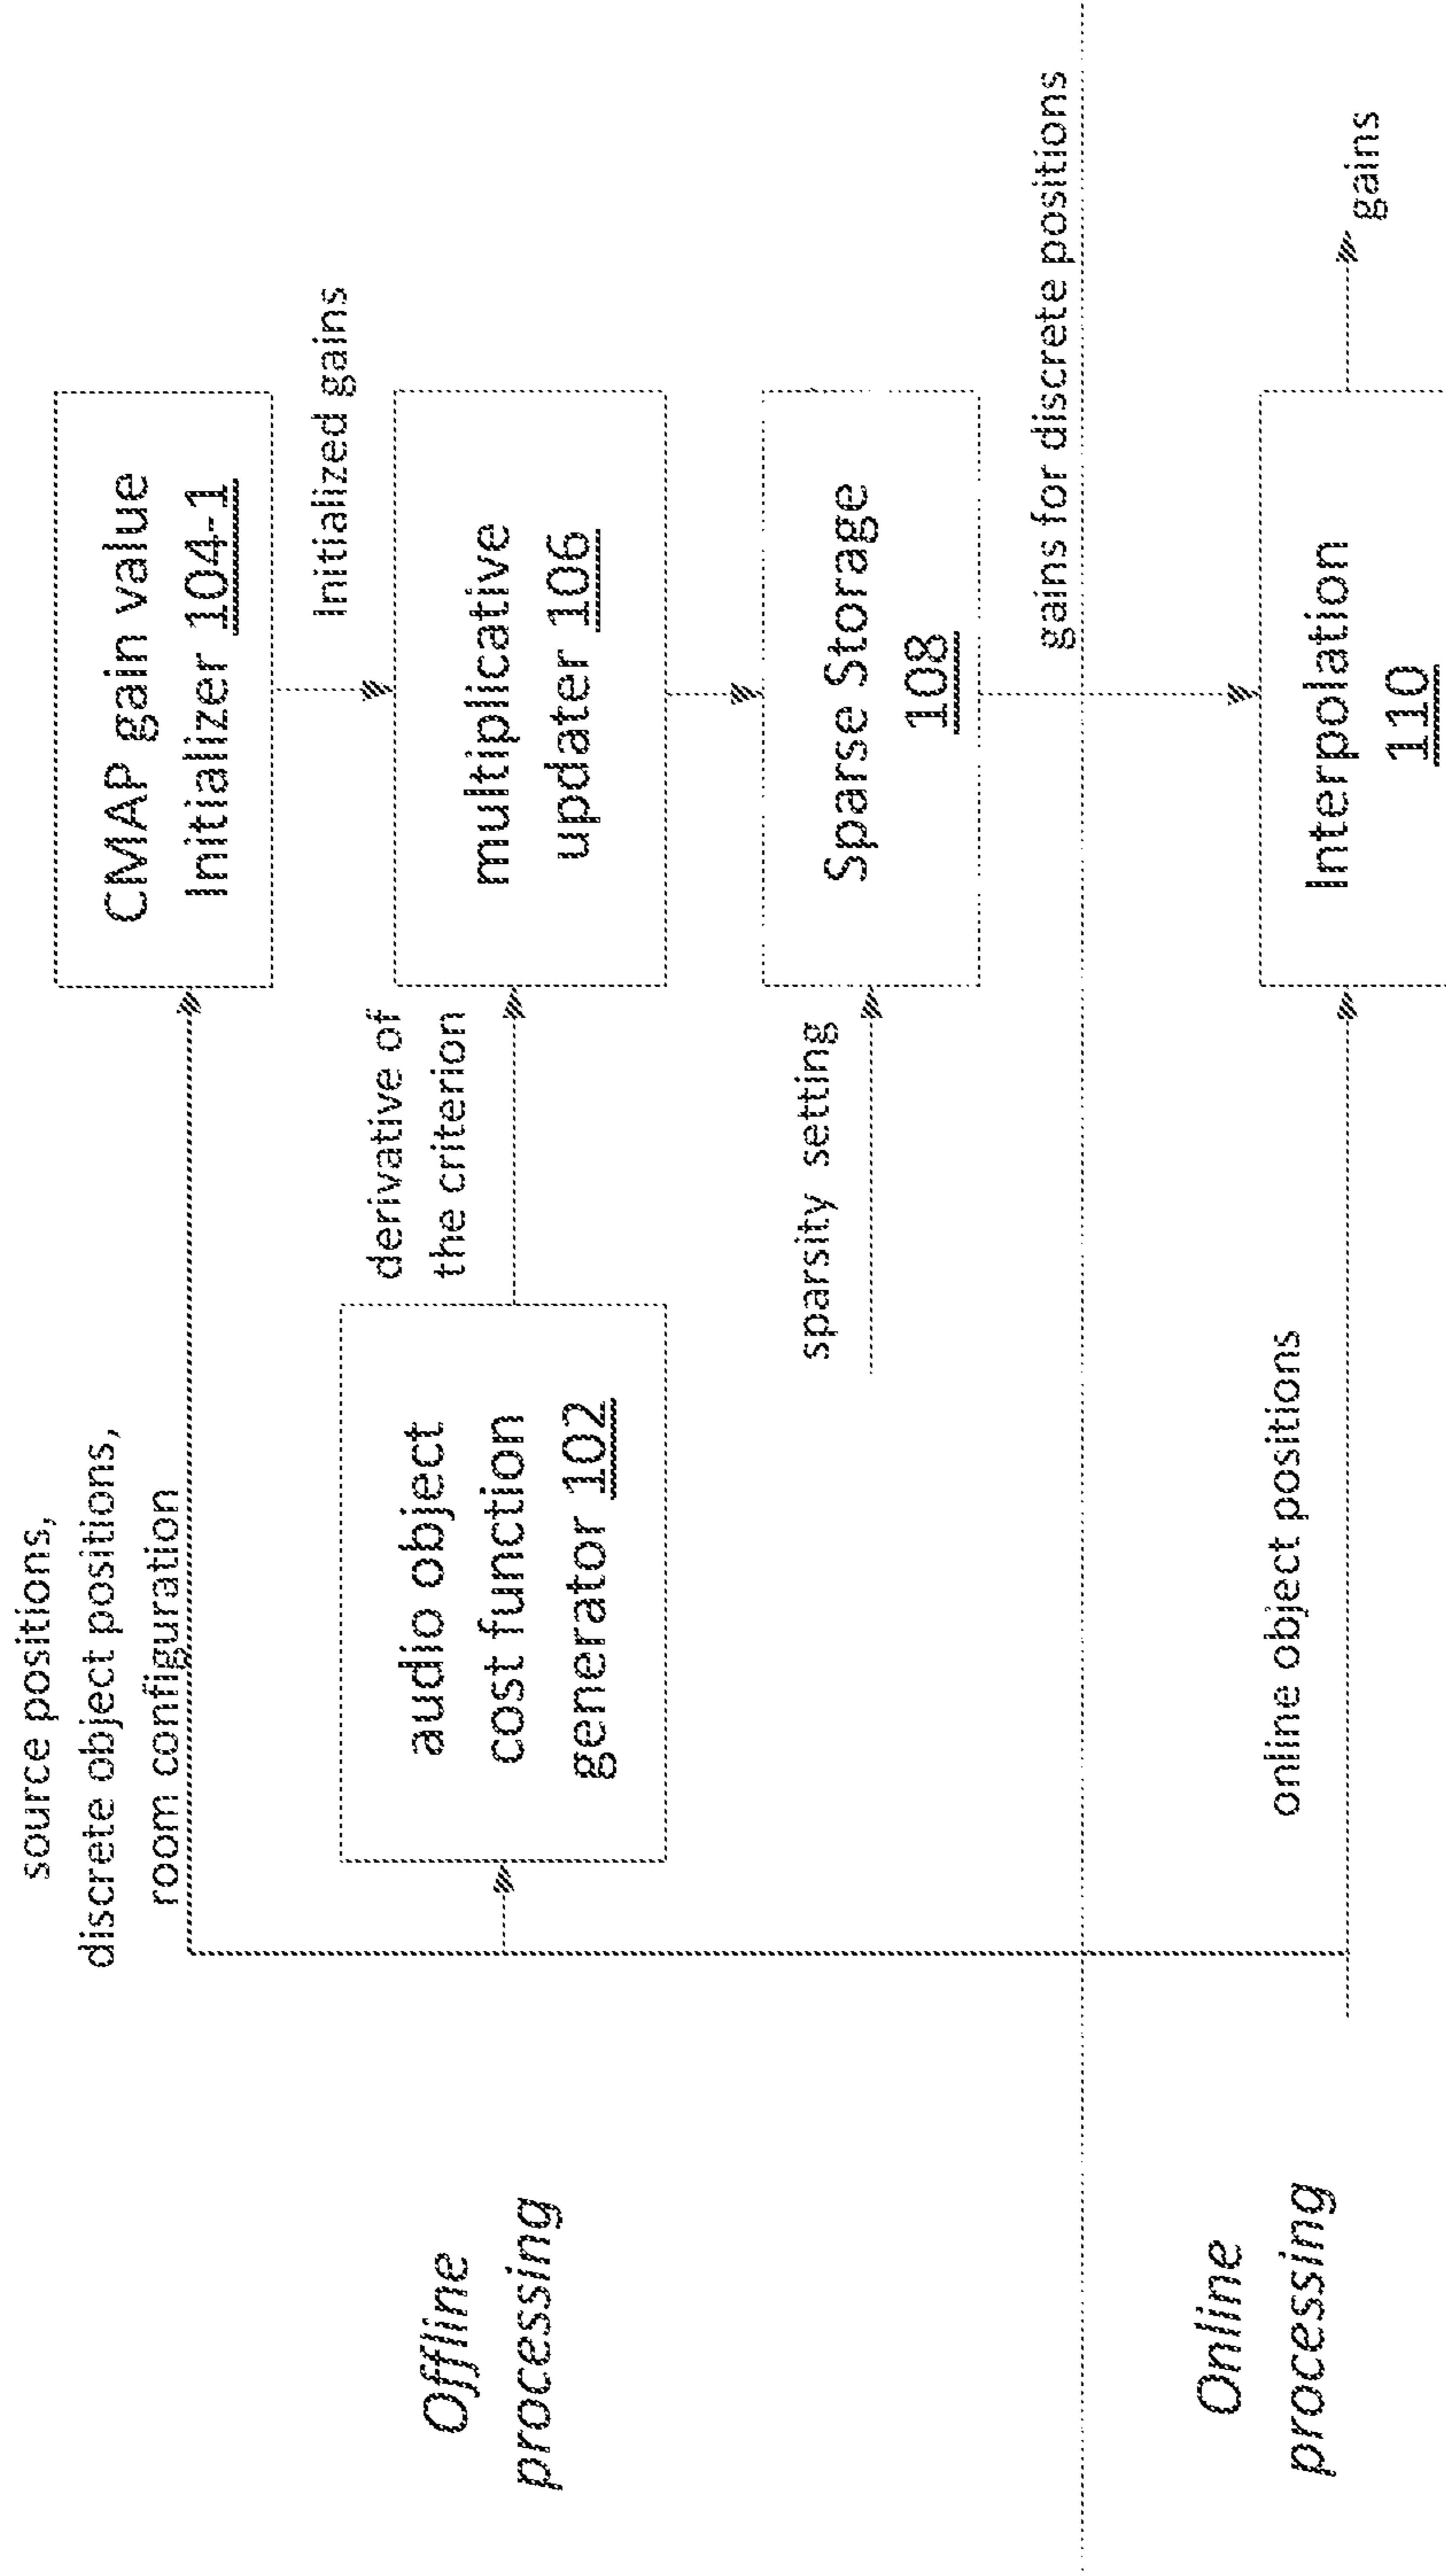 source positions,
discrete object positions,
room configuration
CMAP gain value
Initializer 104-1
Initialized gains
derivative of
the criterion
audio object
cost function
generator 102
multiplicative
updater 106
Offline
processing
sparsity setting
Sparse Storage
108
gains for discrete positions
Online
processing
online object positions
Interpolation
110
gains